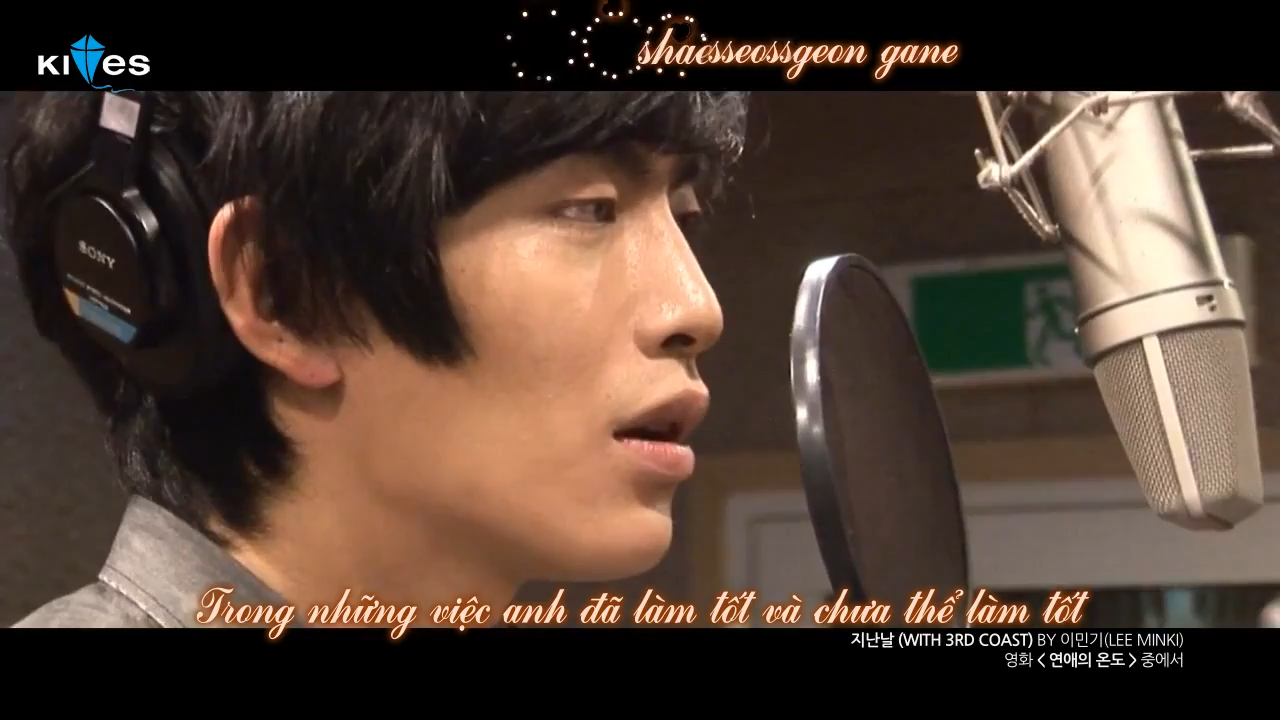 shaesseossgeon gane
KITES
SONY
Trong những việc anh đã làm tốt và chưa thể làm tốt
지난날 (WITH 3RD COAST) BY 이민기(LEE MINKI)
영화 < 연애의 온도 > 중에서